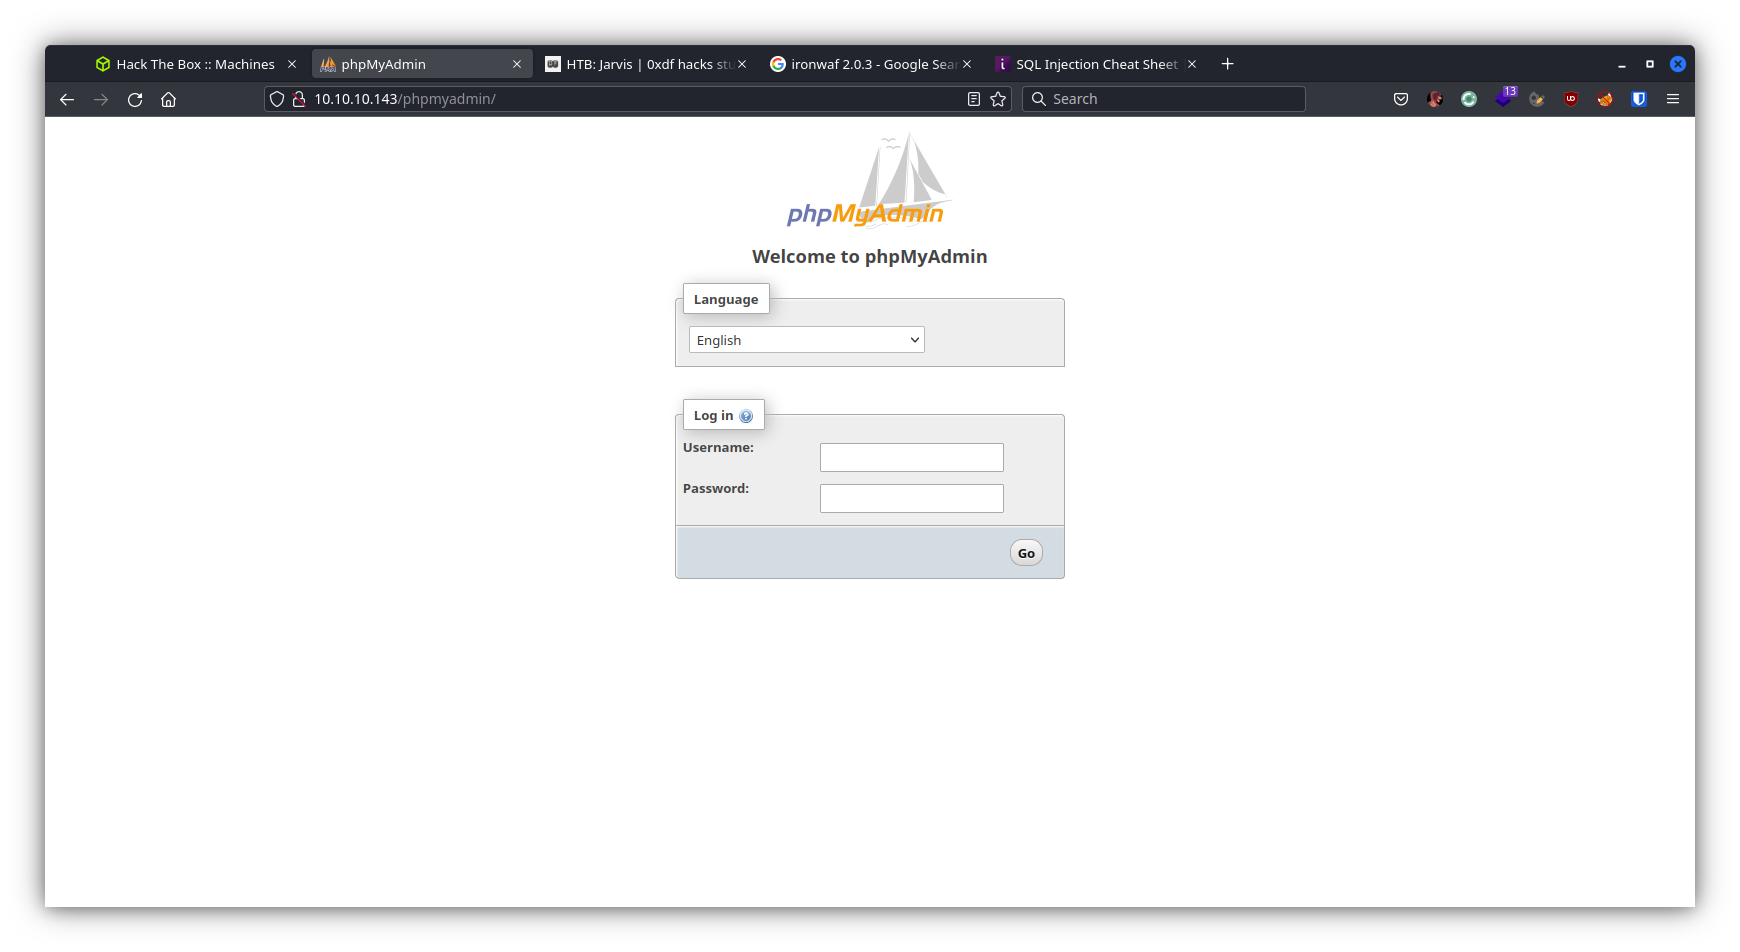 Hack The Box :: Machines
phpMyAdmin
HTB: Jarvis | 0xdf hacks stu
ironwaf 2.0.3 - Google Sear
SQL Injection Cheat Sheet
10.10.10.143/phpmyadmin/
Search
13
phpMyAdmin
Welcome to phpMyAdmin
Language
English
Log in
Username:
Password:
Go